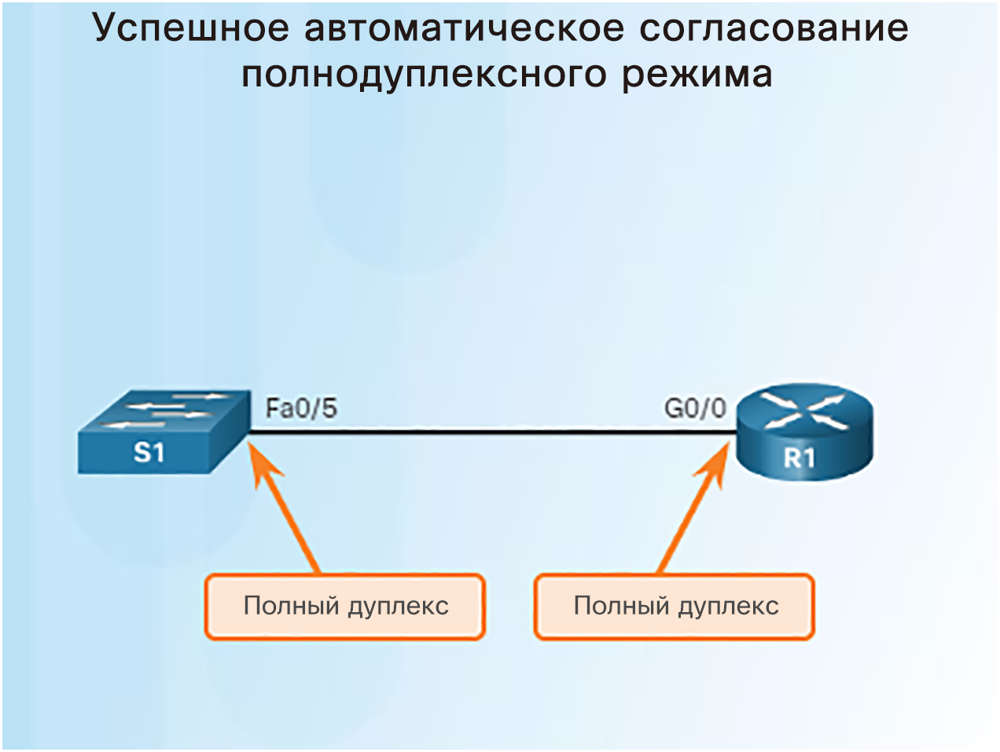 Успешное автоматическое согласование
полнодуплексного режима
Fa0/5
G0/0
S1
R1
Полный дуплекс
Полный дуплекс